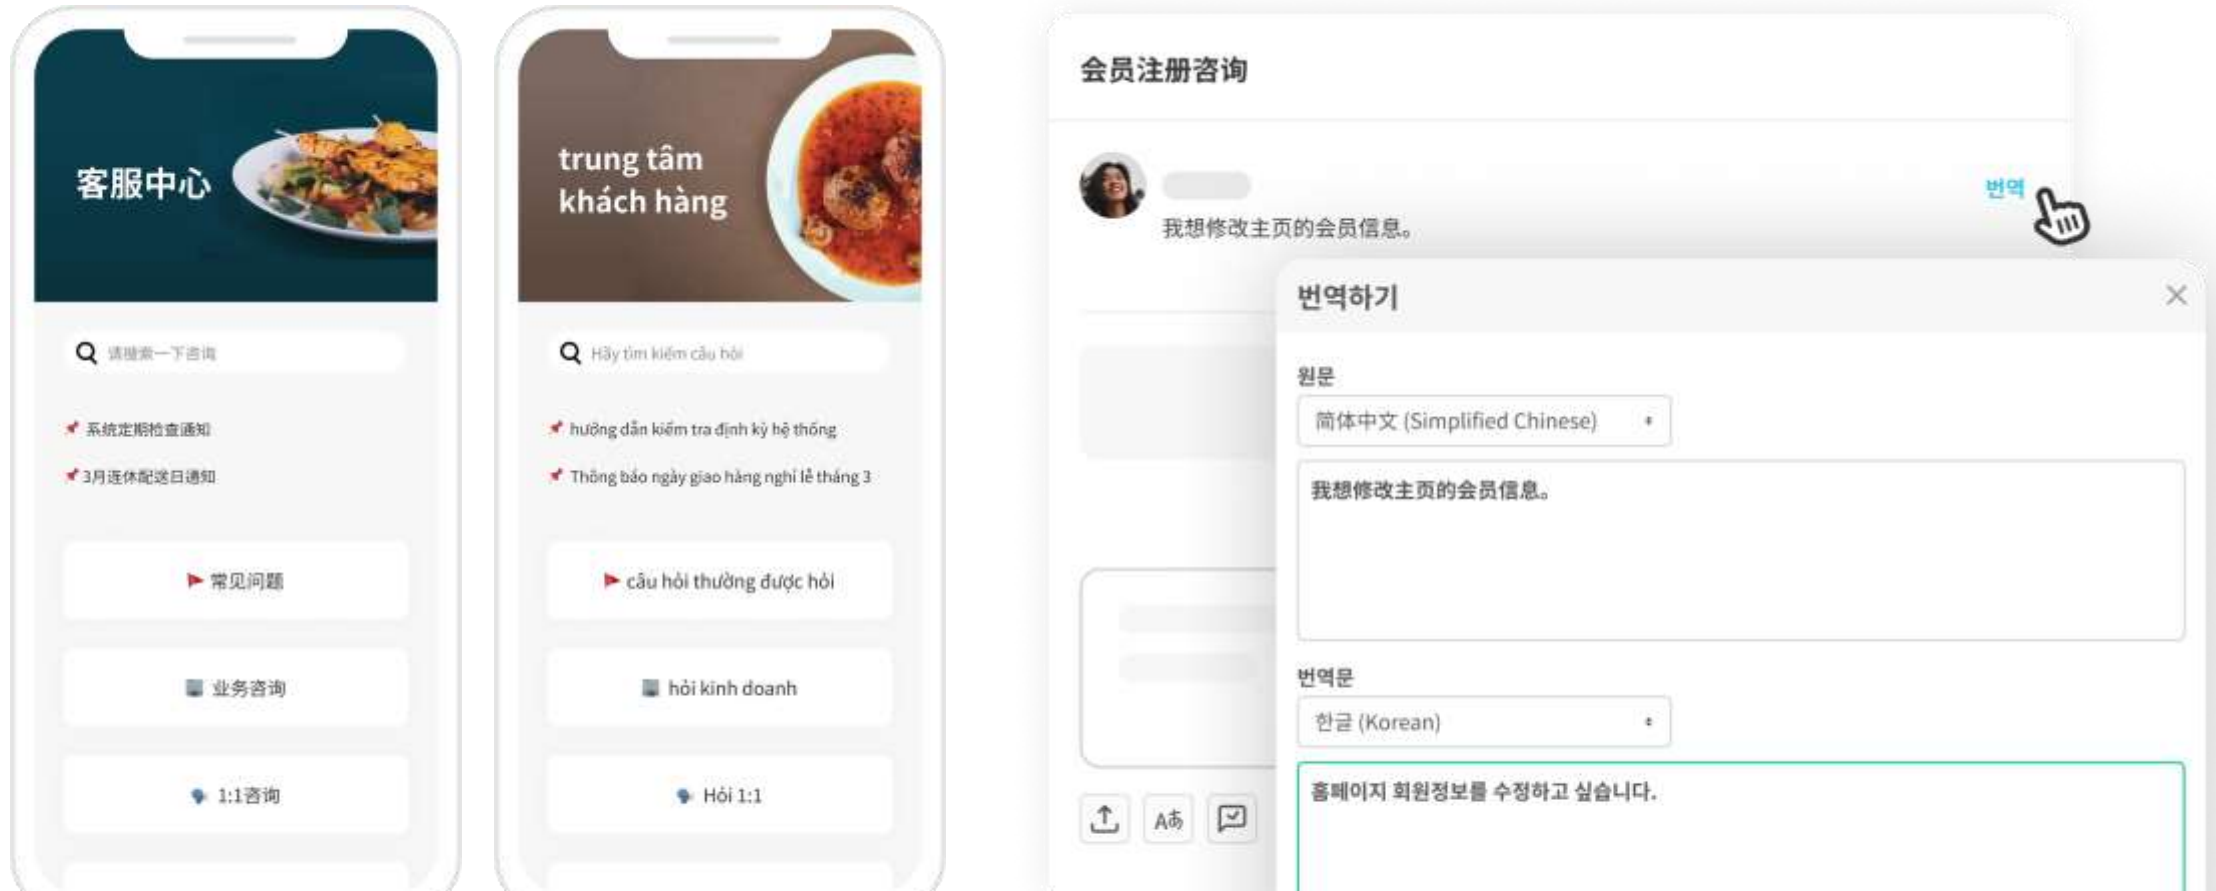 客服中心
请搜索一下咨询
系统定期检查通知
3月连休配送日通知
常见问题
业务咨询
1:1咨询
trung tâm
khách hàng
Hãy tìm kiếm câu hỏi
hướng dẫn kiểm tra định kỳ hệ thống
Thông báo ngày giao hàng nghỉ lễ tháng 3
câu hỏi thường được hỏi
hỏi kinh doanh
Hỏi 1:1
会员注册咨询
번역
我想修改主页的会员信息。
번역하기
원문
简体中文 (Simplified Chinese)
我想修改主页的会员信息。
번역문
한글 (Korean)
홈페이지 회원정보를 수정하고 싶습니다.
Aあ